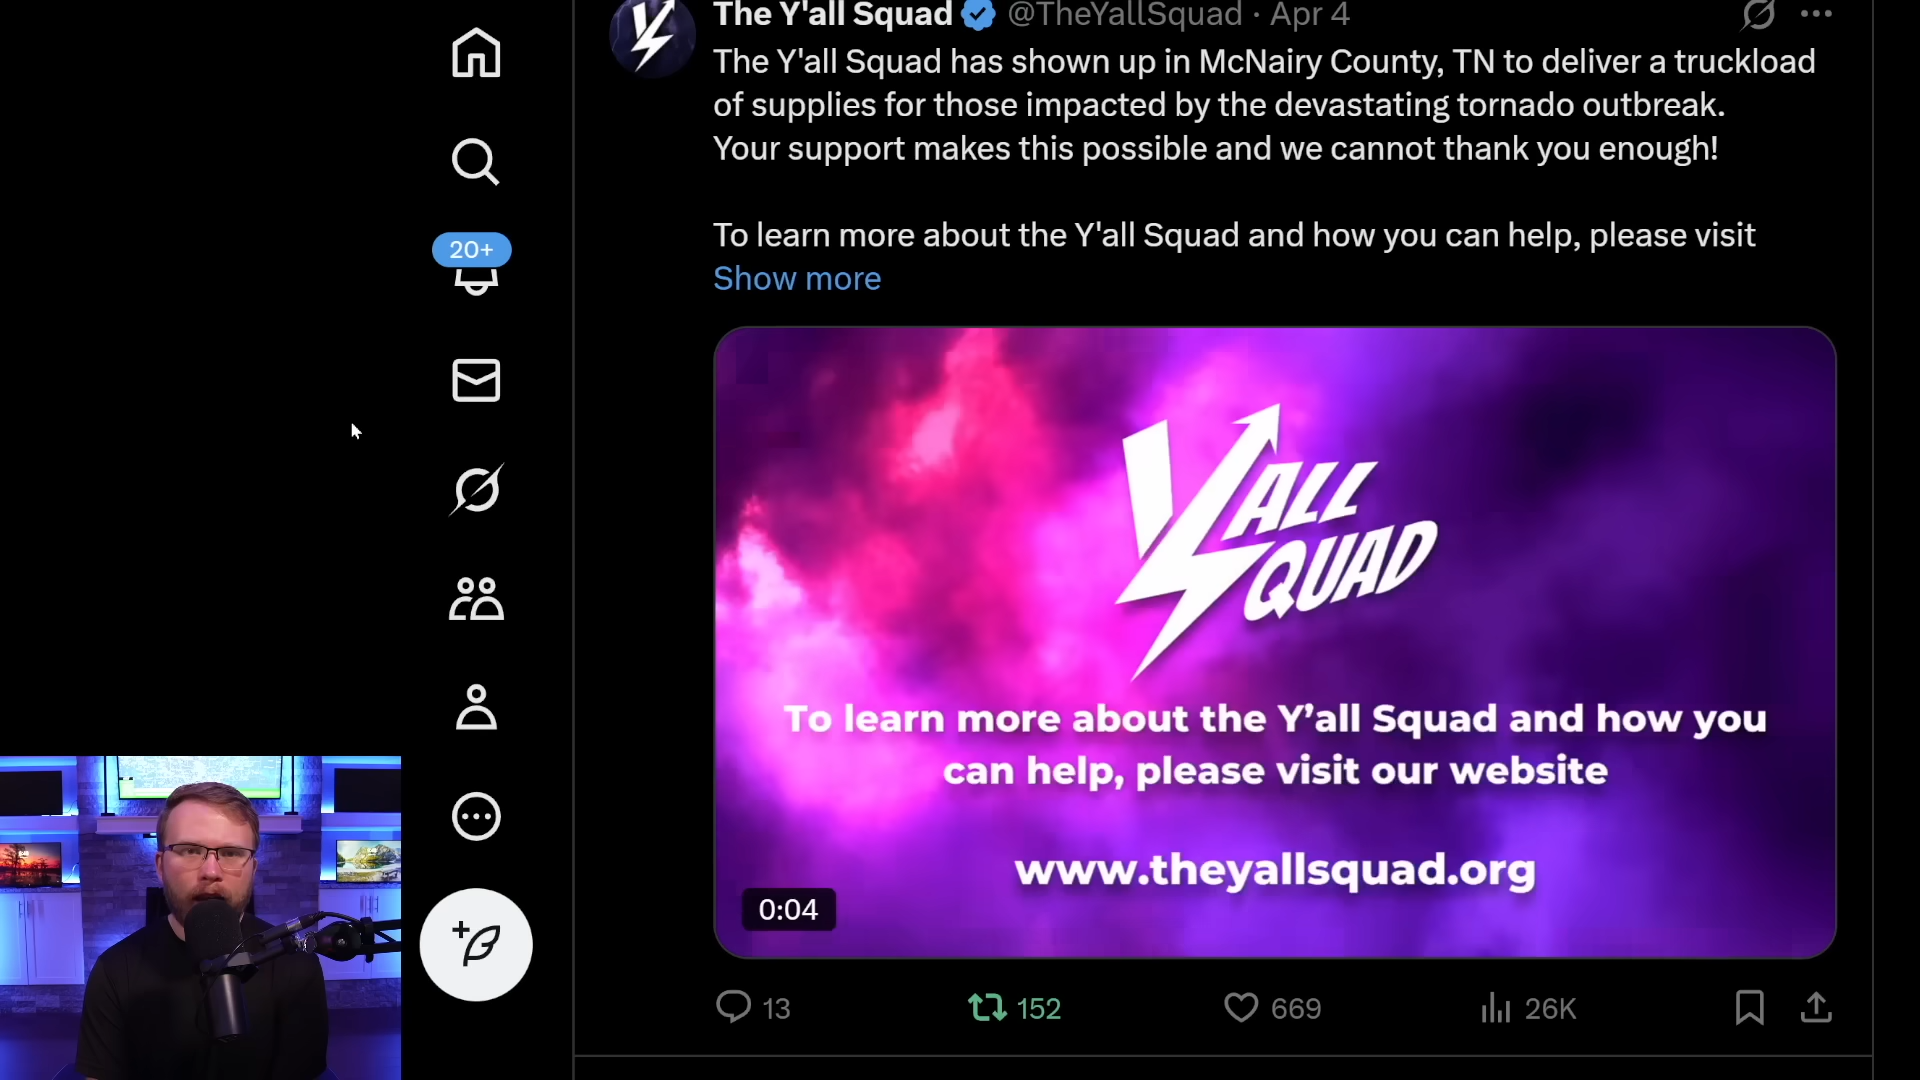 The Y'all Squad @TheYallSquad · Apr 4
The Y'all Squad has shown up in McNairy County, TN to deliver a truckload
of supplies for those impacted by the devastating tornado outbreak.
Your support makes this possible and we cannot thank you enough!
To learn more about the Y'all Squad and how you can help, please visit
Show more
20+
Y'ALL
SQUAD
To learn more about the Y’all Squad and how you
can help, please visit our website
www.theyallsquad.org
0:04
13 152 669 26K